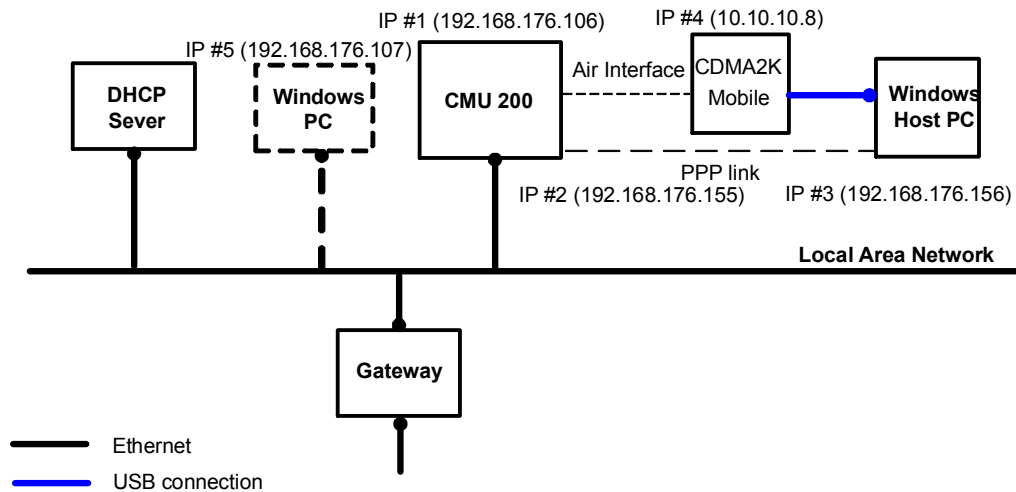 IP #1 (192.168.176.106)
IP #4 (10.10.10.8)
IP #5 (192.168.176.107)
DHCP
Sever
Windows
PC
CMU 200
Air Interface
CDMA2K
Mobile
Windows
Host PC
PPP link
IP #2 (192.168.176.155)
IP #3 (192.168.176.156)
Local Area Network
Gateway
Ethernet
USB connection